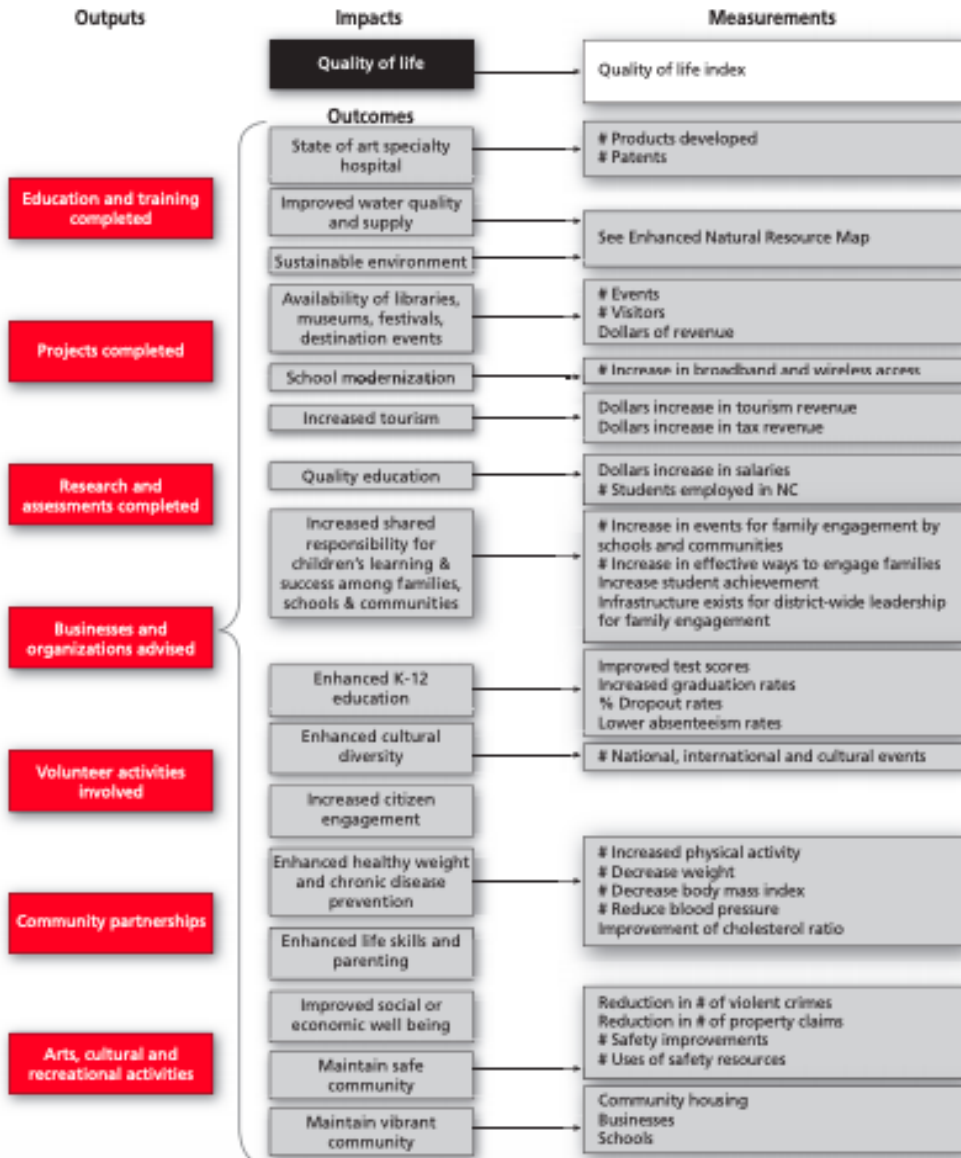 Outputs
Impacts
Measurements
Quality of life
Quality of life index
Outcomes
State of art specialty
hospital
# Products developed
# Patents
Education and training
completed
Improved water quality
and supply
See Enhanced Natural Resource Map
Sustainable environment
Availability of libraries,
museums, festivals,
destination events
# Events
# Visitors
Dollars of revenue
Projects completed
School modernization
# Increase in broadband and wireless access
Increased tourism
Dollars increase in tourism revenue
Dollars increase in tax revenue
Research and
assessments completed
Quality education
Dollars increase in salaries
# Students employed in NC
Increased shared
responsibility for
children's learning &
success among families,
schools & communities
# Increase in events for family engagement by
schools and communities
# Increase in effective ways to engage families
Increase student achievement
Infrastructure exists for district-wide leadership
for family engagement
Businesses and
organizations advised
Enhanced K-12
education
Improved test scores
Increased graduation rates
% Dropout rates
Lower absenteeism rates
Enhanced cultural
diversity
# National, international and cultural events
Volunteer activities
involved
Increased citizen
engagement
Enhanced healthy weight
and chronic disease
prevention
# Increased physical activity
# Decrease weight
# Decrease body mass index
# Reduce blood pressure
Improvement of cholesterol ratio
Community partnerships
Enhanced life skills and
parenting
Improved social or
economic well being
Reduction in # of violent crimes
Reduction in # of property claims
# Safety improvements
# Uses of safety resources
Arts, cultural and
recreational activities
Maintain safe
community
Maintain vibrant
community
Community housing
Businesses
Schools